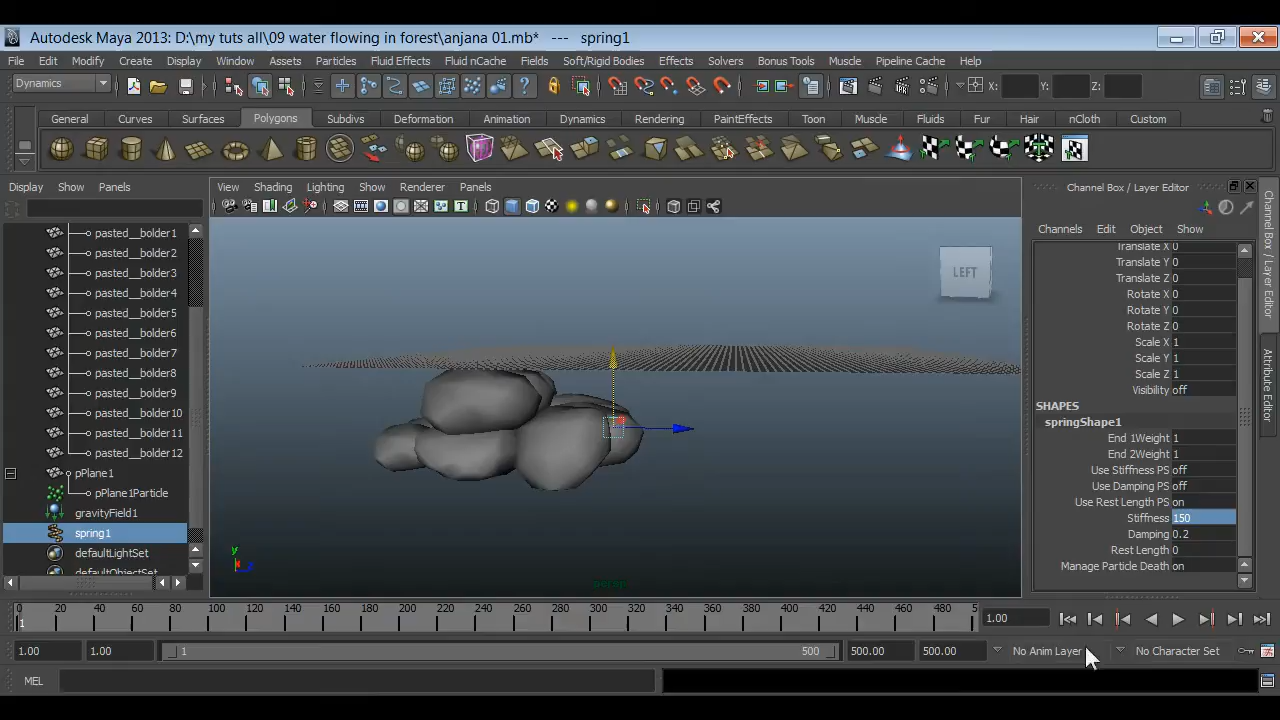 Autodesk Maya 2013: D:\my tuts all\09 water flowing in forest\anjana 01.mb* --- spring1
File Edit Modify Create Display Window Assets Particles Fluid Effects Fluid nCache Fields Soft/Rigid Bodies Effects Solvers Bonus Tools Muscle Pipeline Cache Help
Dynamics X: Y: Z:
General Curves Surfaces Polygons Subdivs Deformation Animation Dynamics Rendering PaintEffects Toon Muscle Fluids Fur Hair nCloth Custom
Display Show Panels
View Shading Lighting Show Renderer Panels
Channel Box / Layer Editor
Channels Edit Object Show
pasted__bolder1
pasted__bolder2
pasted__bolder3
pasted__bolder4
pasted__bolder5
pasted__bolder6
pasted__bolder7
pasted__bolder8
pasted__bolder9
pasted__bolder10
pasted__bolder11
pasted__bolder12
pPlane1
pPlane1Particle
gravityField1
spring1
defaultLightSet
defaultObjectSet
LEFT
y
persp
Translate X 0
Translate Y 0
Translate Z 0
Rotate X 0
Rotate Y 0
Rotate Z 0
Scale X 1
Scale Y 1
Scale Z 1
Visibility off
SHAPES
springShape1
End 1Weight 1
End 2Weight 1
Use Stiffness PS off
Use Damping PS off
Use Rest Length PS on
Stiffness 150
Damping 0.2
Rest Length 0
Manage Particle Death on
Channel Box / Layer Editor
Attribute Editor
0 20 40 60 80 100 120 140 160 180 200 220 240 260 280 300 320 340 360 380 400 420 440 460 480 5
1 1.00
1.00 1.00 1 500 500.00 500.00 No Anim Layer No Character Set
MEL